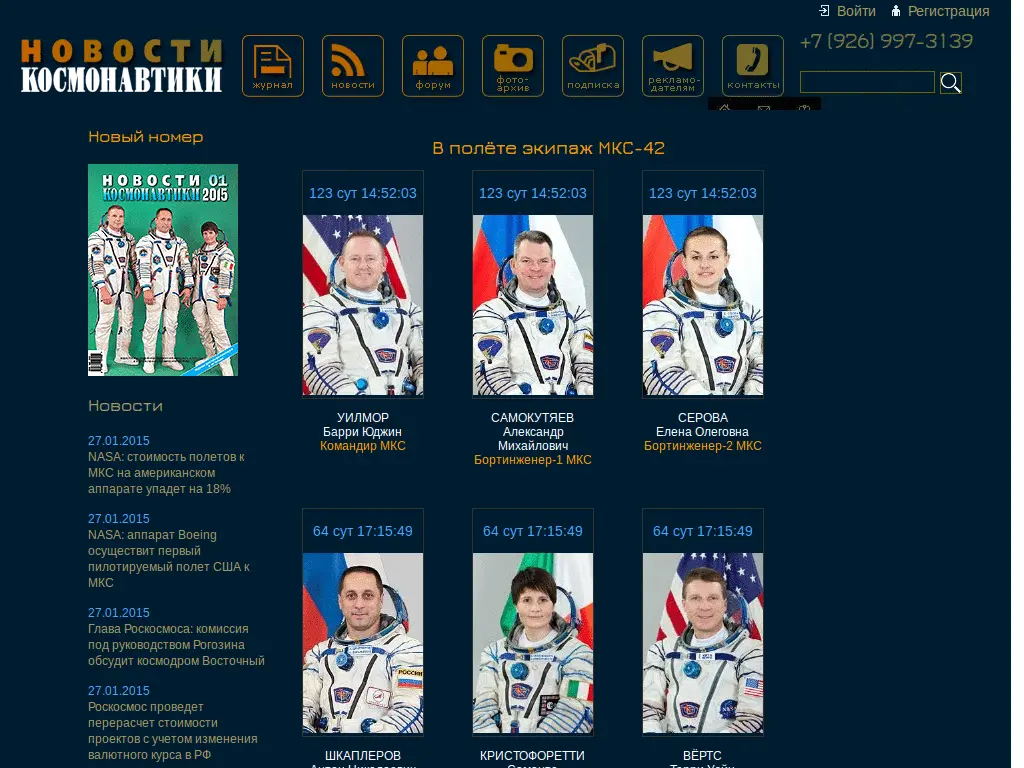 Войти
Регистрация
НОВОСТИ
КОСМОНАВТИКИ
журнал
новости
форум
фото-
архив
подписка
рекламо-
дателям
контакты
+7 (926) 997-3139
Новый номер
НОВОСТИ 01
КОСМОНАВТИКИ 2015
Новости
27.01.2015
NASA: стоимость полетов к
МКС на американском
аппарате упадет на 18%
27.01.2015
NASA: аппарат Boeing
осуществит первый
пилотируемый полет США к
МКС
27.01.2015
Глава Роскосмоса: комиссия
под руководством Рогозина
обсудит космодром Восточный
27.01.2015
Роскосмос проведет
перерасчет стоимости
проектов с учетом изменения
валютного курса в РФ
В полёте экипаж МКС-42
123 сут 14:52:03
УИЛМОР
Барри Юджин
Командир МКС
123 сут 14:52:03
САМОКУТЯЕВ
Александр
Михайлович
Бортинженер-1 МКС
123 сут 14:52:03
СЕРОВА
Елена Олеговна
Бортинженер-2 МКС
64 сут 17:15:49
РОССИЯ
ШКАПЛЕРОВ
Антон Николаевич
64 сут 17:15:49
КРИСТОФОРЕТТИ
Саманта
64 сут 17:15:49
ВЁРТС
Терри Уэйн